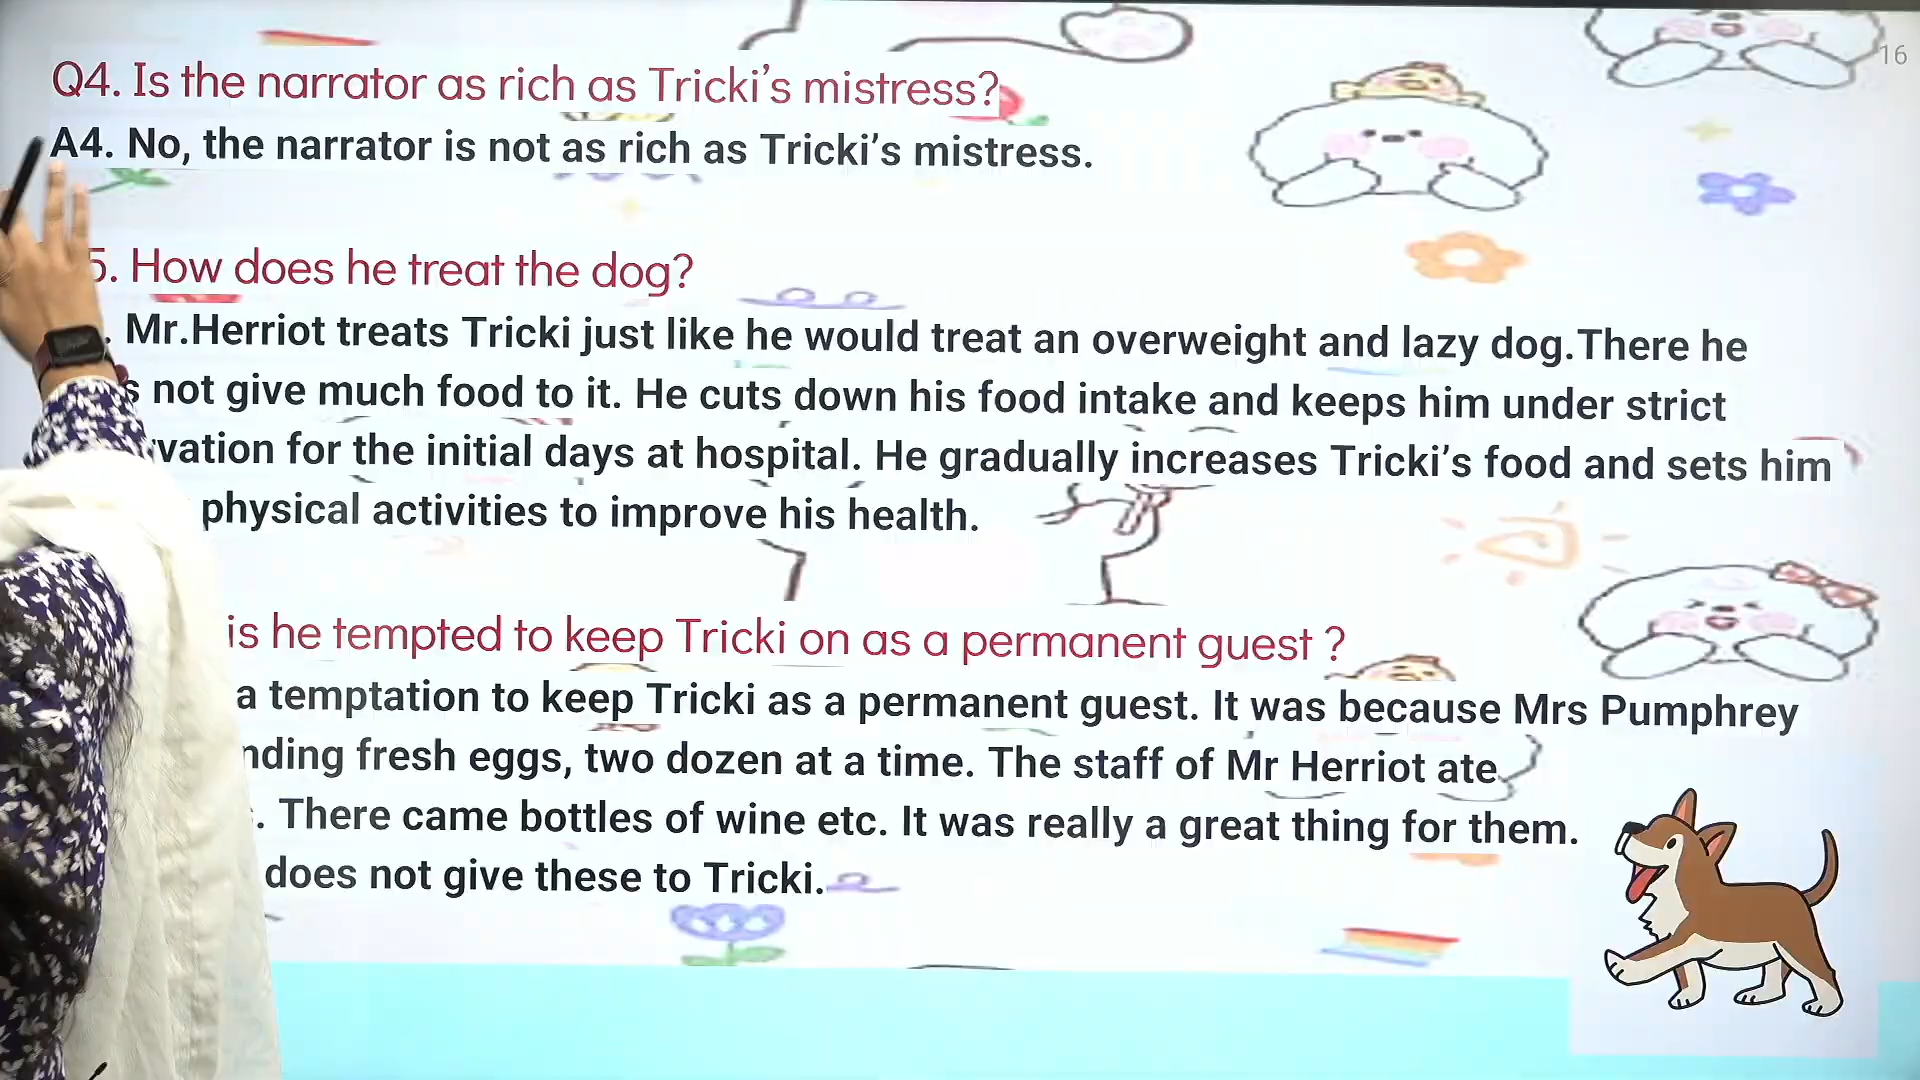 16
Q4. Is the narrator as rich as Tricki's mistress?
A4. No, the narrator is not as rich as Tricki's mistress.
5. How does he treat the dog?
. Mr.Herriot treats Tricki just like he would treat an overweight and lazy dog.There he
not give much food to it. He cuts down his food intake and keeps him under strict
for the initial days at hospital. He gradually increases Tricki's food and sets him
physical activities to improve his health.
is he tempted to keep Tricki on as a permanent guest ?
a temptation to keep Tricki as a permanent guest. It was because Mrs Pumphrey
fresh eggs, two dozen at a time. The staff of Mr Herriot ate
. There came bottles of wine etc. It was really a great thing for them.
does not give these to Tricki.